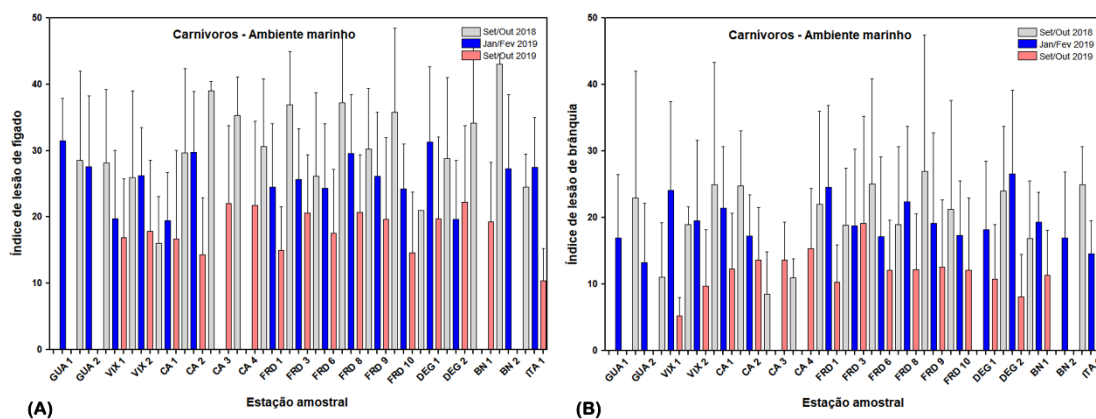 50
40
30
20
10
0
Índice de lesão de fígado
Carnívoros - Ambiente marinho
Set/Out 2018
Jan/Fev 2019
Set/Out 2019
GUA 1
GUA 2
VIX 1
VIX 2
CA 1
CA 2
CA 3
CA 4
FRD 1
FRD 3
FRD 6
FRD 8
FRD 9
FRD 10
DEG 1
DEG 2
BN 1
BN 2
ITA 1
Estação amostral
(A)
50
40
30
20
10
0
Índice de lesão de brânquia
Carnívoros - Ambiente marinho
Set/Out 2018
Jan/Fev 2019
Set/Out 2019
GUA 1
GUA 2
VIX 1
VIX 2
CA 1
CA 2
CA 3
CA 4
FRD 1
FRD 3
FRD 6
FRD 8
FRD 9
FRD 10
DEG 1
DEG 2
BN 1
BN 2
ITA
Estação amostral
(B)